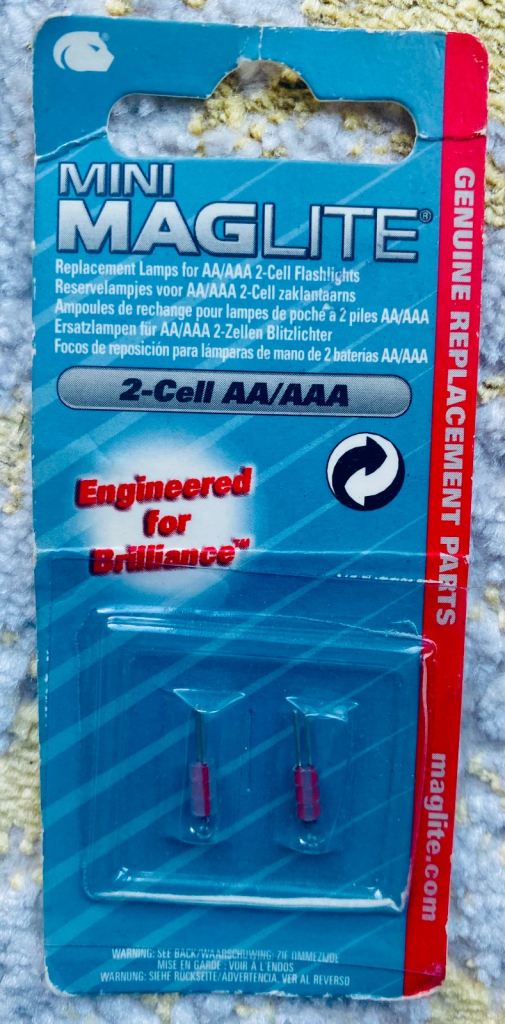 MINI
MAGLITE®
Replacement Lamps for AA/AAA 2-Cell Flashlights
Reservelampjes voor AA/AAA 2-Cell zaklantaarns
Ampoules de rechange pour lampes de poche à 2 piles AA/AAA
Ersatzlampen für AA/AAA 2-Zellen Blitzlichter
Focos de reposición para lámparas de mano de 2 baterías AA/AAA
2-Cell AA/AAA
Engineered
for
Brilliance™
GENUINE REPLACEMENT PARTS
maglite.com
WARNING: SEE BACK/WAARSCHUWING: ZIE OMMEZIJDE
MISE EN GARDE : VOIR À L'ENDOS
WARNUNG: SIEHE RÜCKSEITE/ADVERTENCIA, VER AL REVERSO